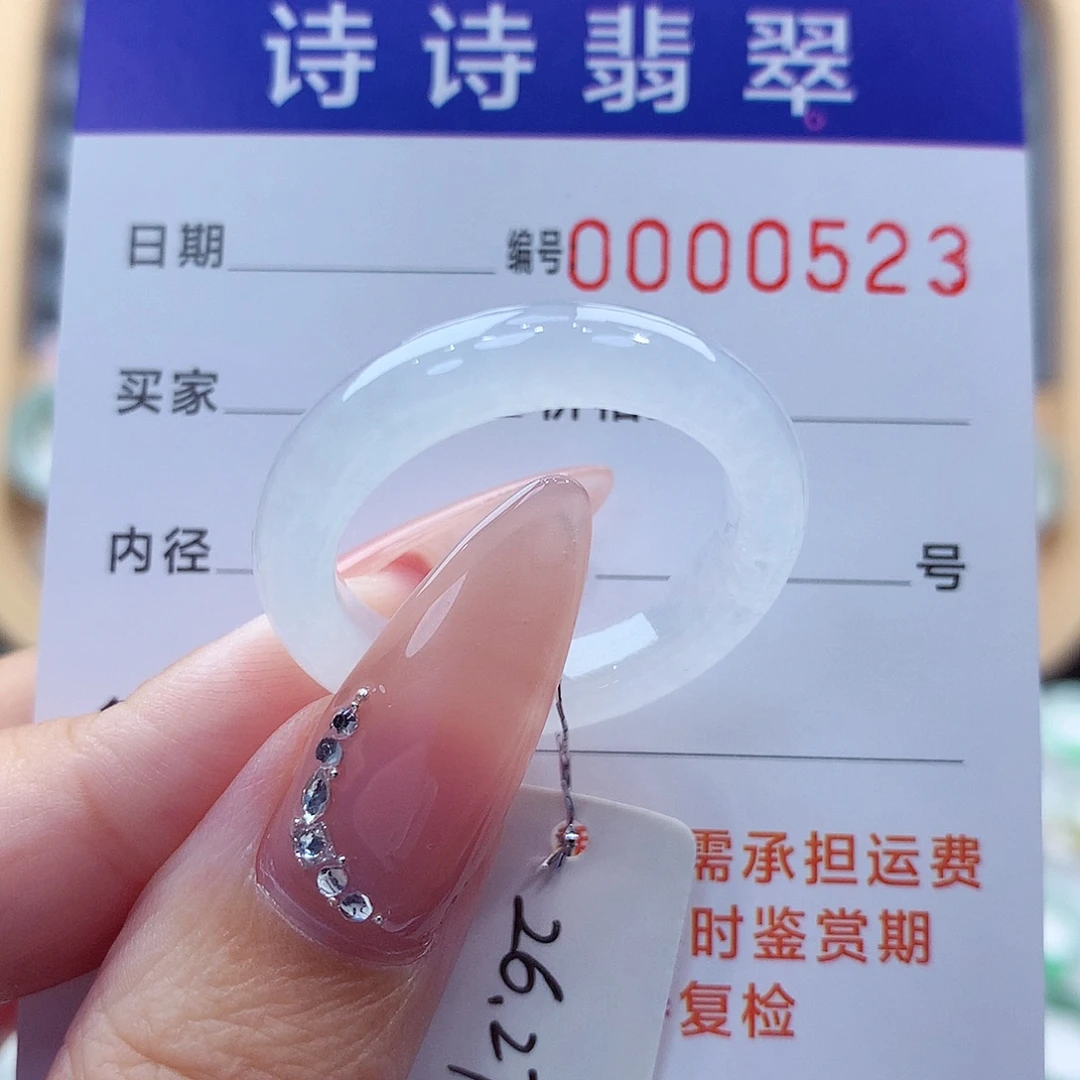 诗诗翡翠
日期 编号0000523
买家
内径 号
需承担运费
时鉴赏期
复检
26.2